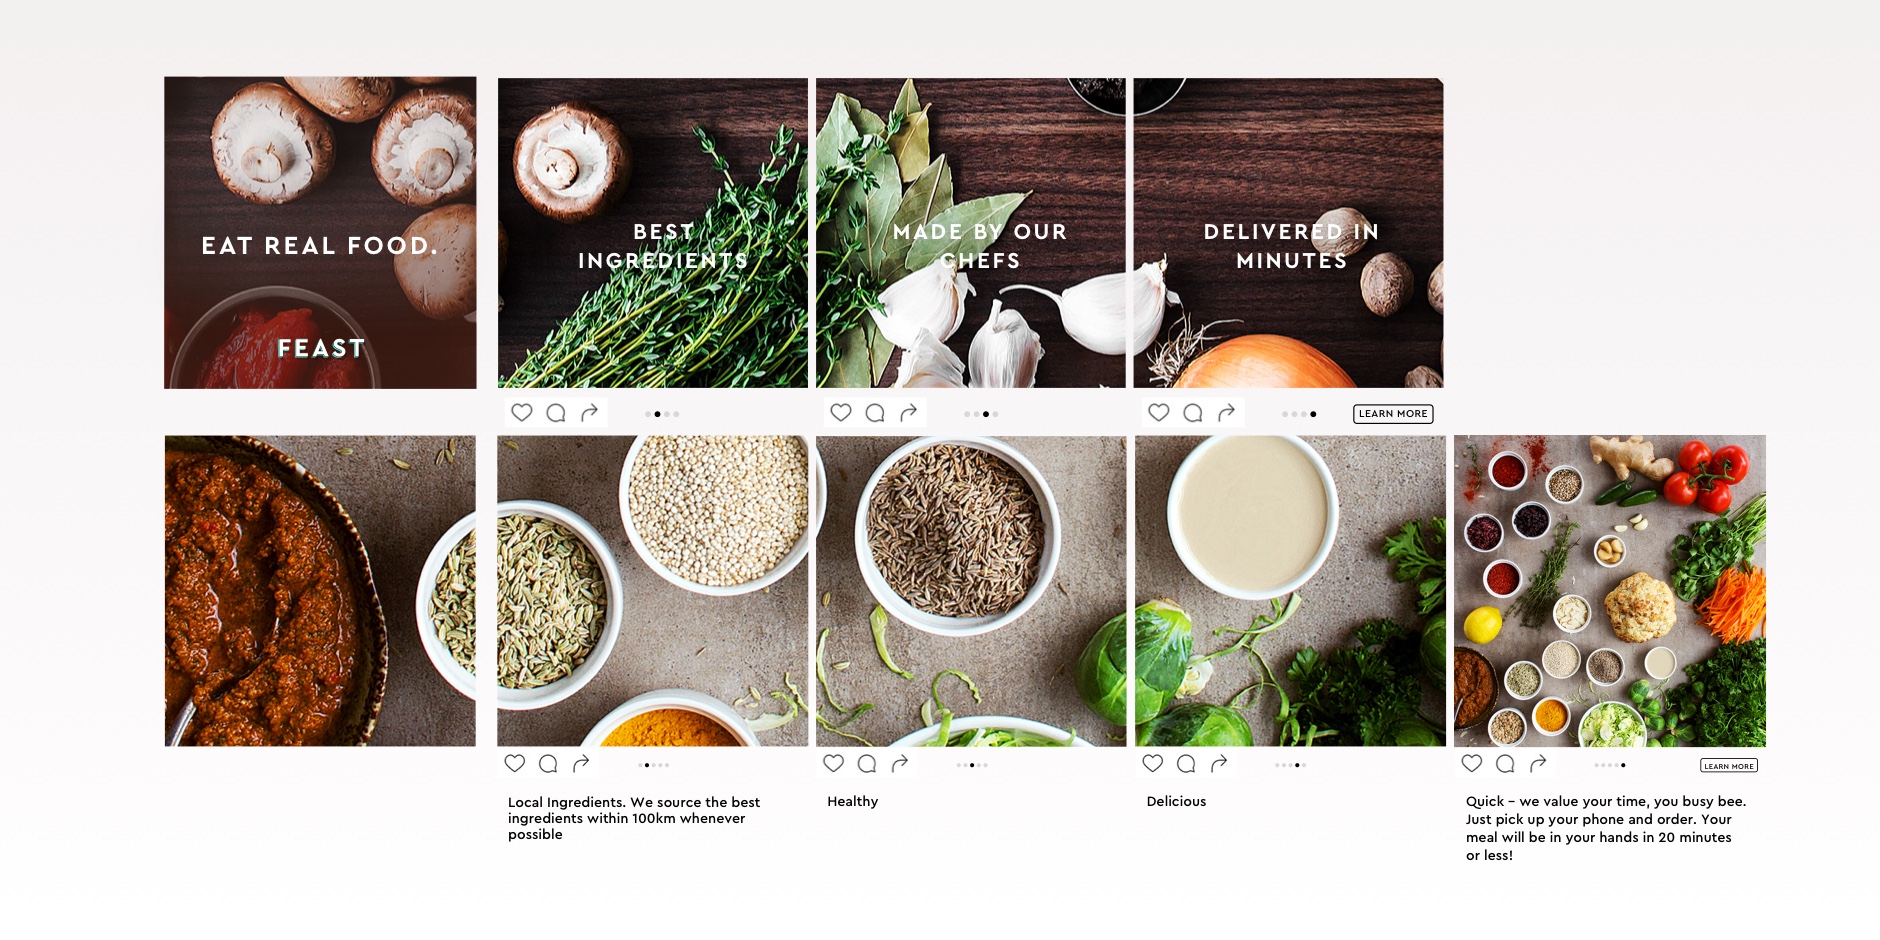 EAT REAL FOOD.
FEAST
BEST
INGREDIENTS
MADE BY OUR
CHEFS
DELIVERED IN
MINUTES
LEARN MORE
Local Ingredients. We source the best
ingredients within 100km whenever
possible
Healthy
Delicious
LEARN MORE
Quick – we value your time, you busy bee.
Just pick up your phone and order. Your
meal will be in your hands in 20 minutes
or less!